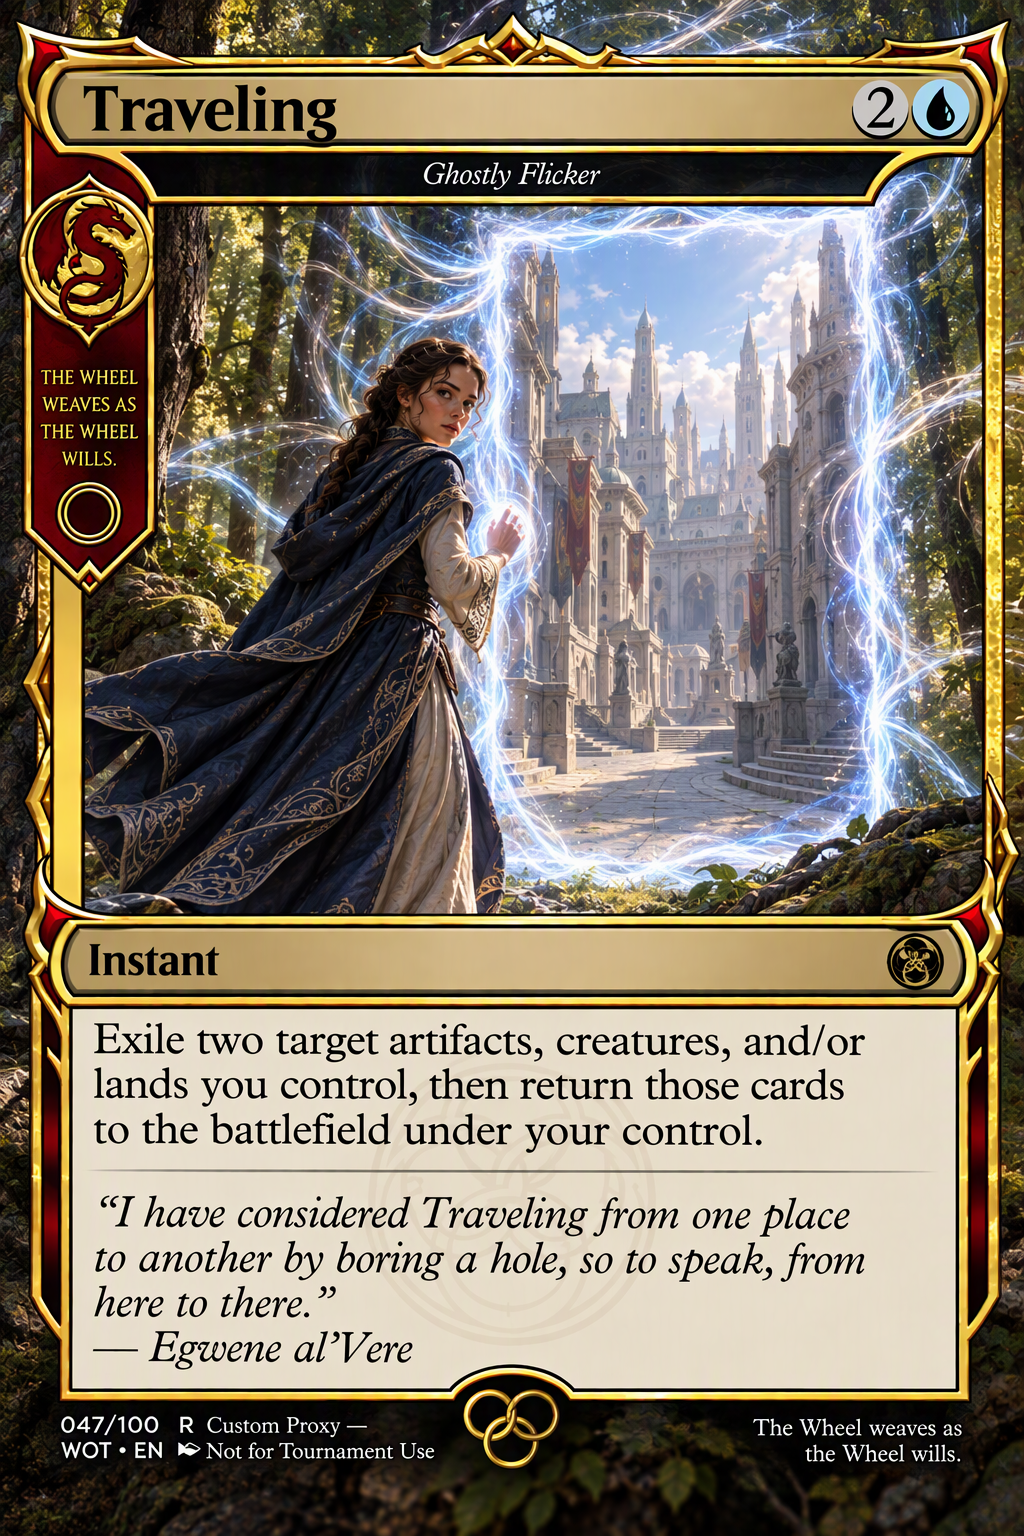 Traveling
2
Ghostly Flicker
THE WHEEL
WEAVES AS
THE WHEEL
WILLS.
Instant
Exile two target artifacts, creatures, and/or
lands you control, then return those cards
to the battlefield under your control.
“I have considered Traveling from one place
to another by boring a hole, so to speak, from
here to there.”
— Egwene al’Vere
047/100 R Custom Proxy —
WOT • EN Not for Tournament Use
The Wheel weaves as
the Wheel wills.